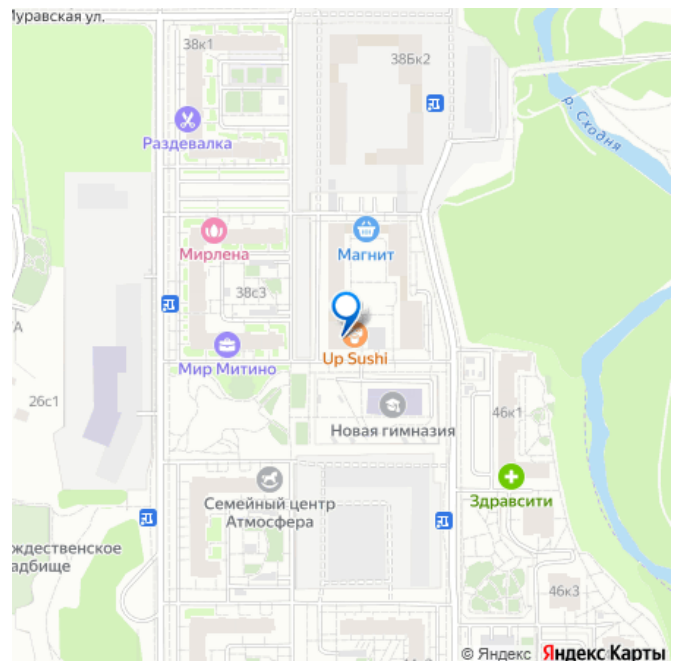 Муравская ул.
38к1
38Бк2
р. Сходня
Раздевалка
Мирлена
Магнит
38с3
Up Sushi
Мир Митино
26с1
46к1
Новая гимназия
Здравсити
Семейный центр
Атмосфера
ждественское
адбище
46к3
© Яндекс Яндекс Карты